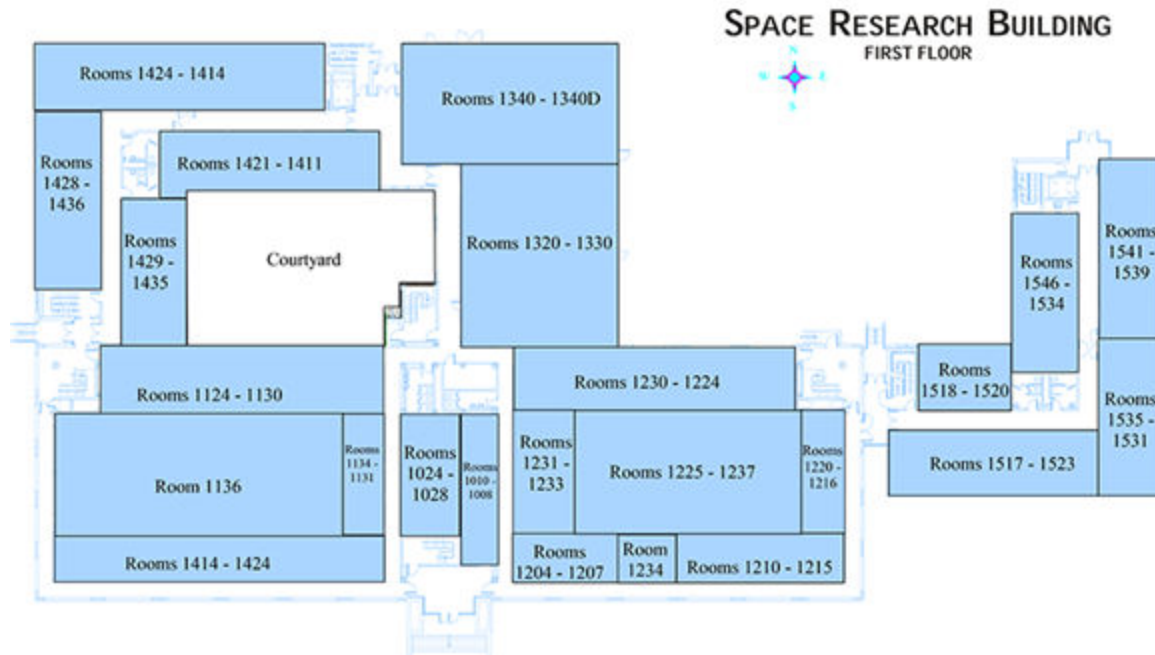 SPACE RESEARCH BUILDING
FIRST FLOOR
N
W E
S
Rooms 1424 - 1414
Rooms 1340 - 1340D
Rooms
1428 -
1436
Rooms 1421 - 1411
Rooms
1429 -
1435
Courtyard
Rooms 1320 - 1330
Rooms
1541 -
1539
Rooms
1546 -
1534
Rooms 1124 - 1130
Rooms 1230 - 1224
Rooms
1518 - 1520
Rooms
1535 -
1531
Room 1136
Rooms
1134 -
1131
Rooms
1024 -
1028
Rooms
1010 -
1008
Rooms
1231 -
1233
Rooms 1225 - 1237
Rooms
1220 -
1216
Rooms 1517 - 1523
Rooms 1414 - 1424
Rooms
1204 - 1207
Room
1234
Rooms 1210 - 1215